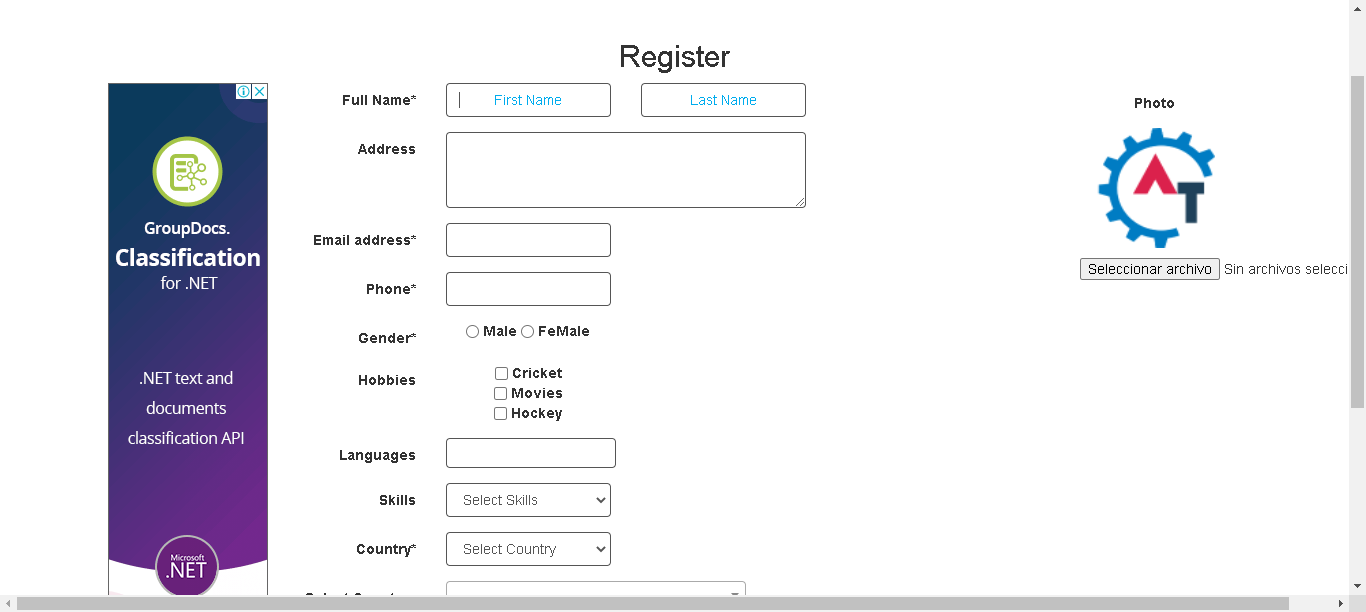 Register
Full Name*
First Name
Last Name
Address
Email address*
Phone*
Gender*
Male
FeMale
Hobbies
Cricket
Movies
Hockey
Languages
Skills
Select Skills
Country*
Select Country
Photo
AT
Seleccionar archivo
Sin archivos selecci
GroupDocs.
Classification
for .NET
.NET text and
documents
classification API
Microsoft
.NET